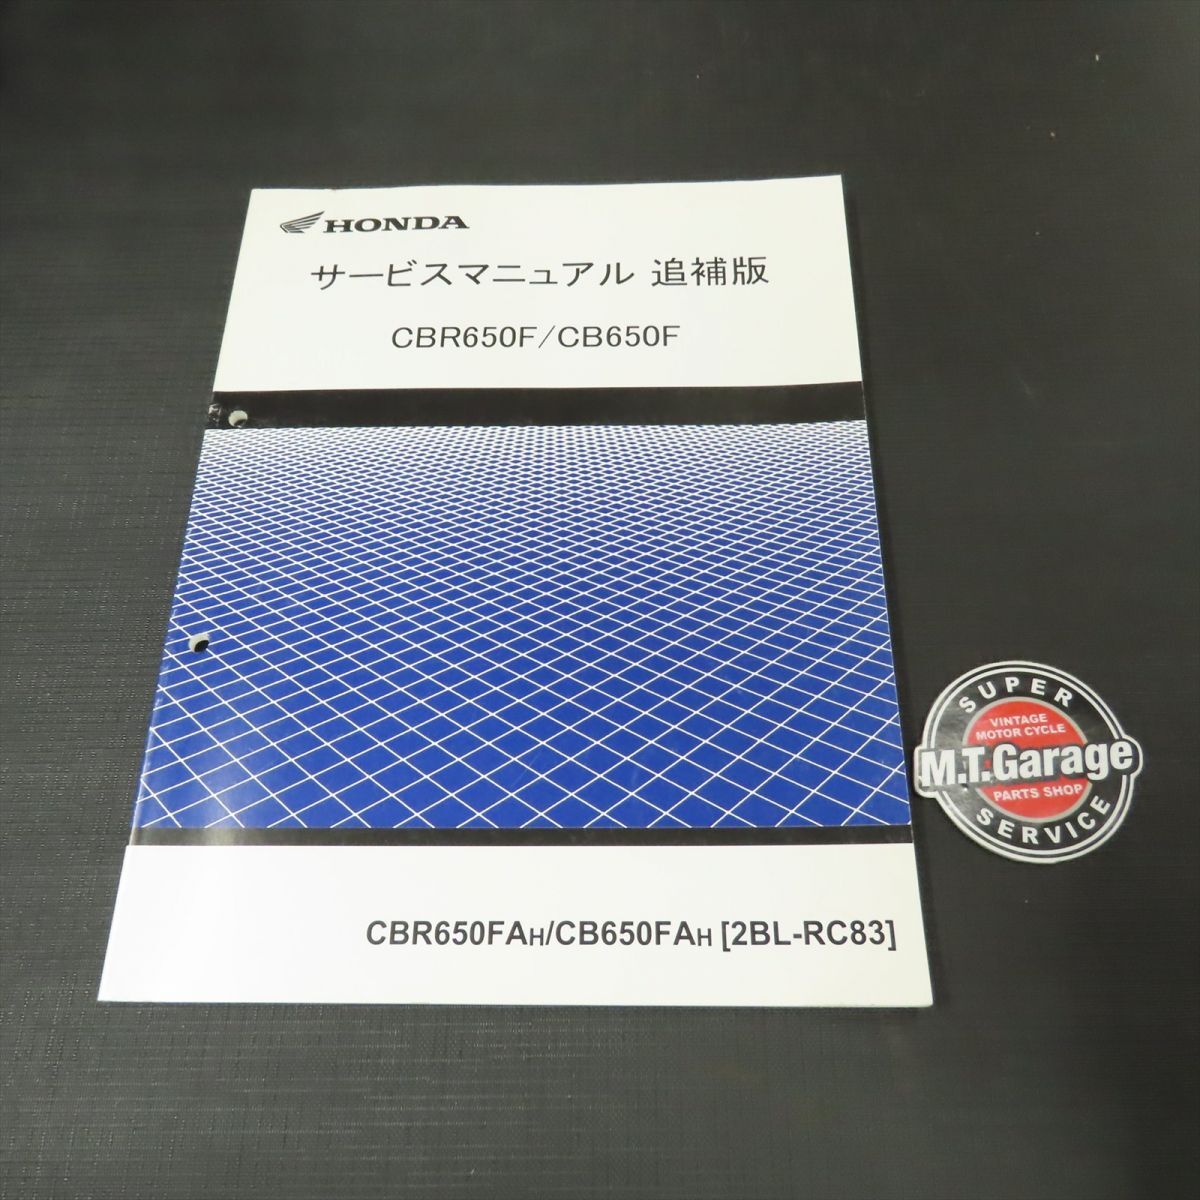 HONDA
サービスマニュアル 追補版
CBR650F/CB650F
CBR650FAH/CB650FAH [2BL-RC83]
SUPER
VINTAGE
MOTOR CYCLE
M.T.Garage
PARTS SHOP
SERVICE